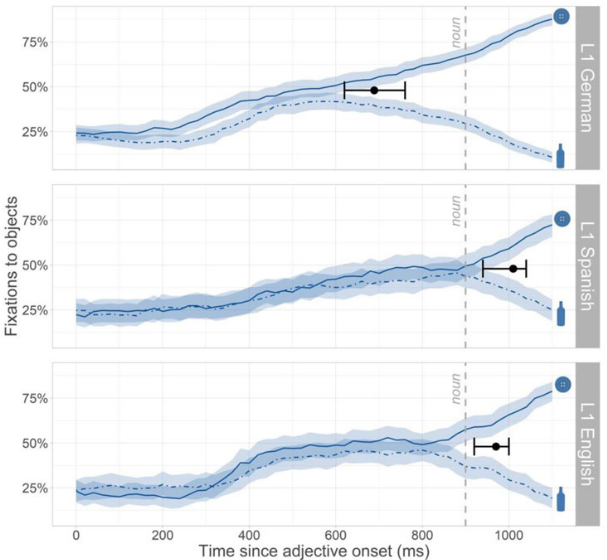 Fixations to objects
75%
50%
25%
noun
L1 German
75%
50%
25%
noun
L1 Spanish
75%
50%
25%
noun
L1 English
0 200 400 600 800 1000
Time since adjective onset (ms)